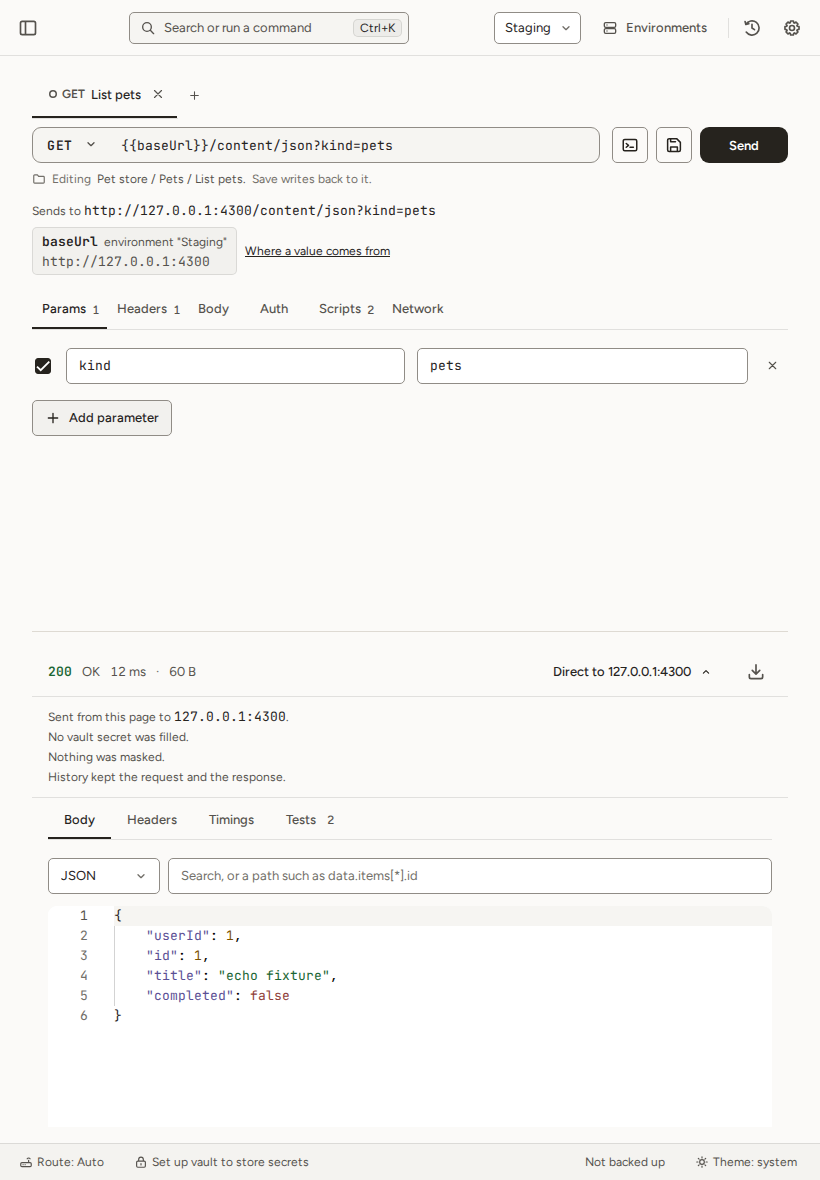 Search or run a command Ctrl+K Staging Environments
GET List pets
GET {{baseUrl}}/content/json?kind=pets Send
Editing Pet store / Pets / List pets. Save writes back to it.
Sends to http://127.0.0.1:4300/content/json?kind=pets
baseUrl environment "Staging"
http://127.0.0.1:4300
Where a value comes from
Params 1 Headers 1 Body Auth Scripts 2 Network
kind pets
Add parameter
200 OK 12 ms · 60 B Direct to 127.0.0.1:4300
Sent from this page to 127.0.0.1:4300.
No vault secret was filled.
Nothing was masked.
History kept the request and the response.
Body Headers Timings Tests 2
JSON Search, or a path such as data.items[*].id
1 {
2 "userId": 1,
3 "id": 1,
4 "title": "echo fixture",
5 "completed": false
6 }
Route: Auto Set up vault to store secrets Not backed up Theme: system